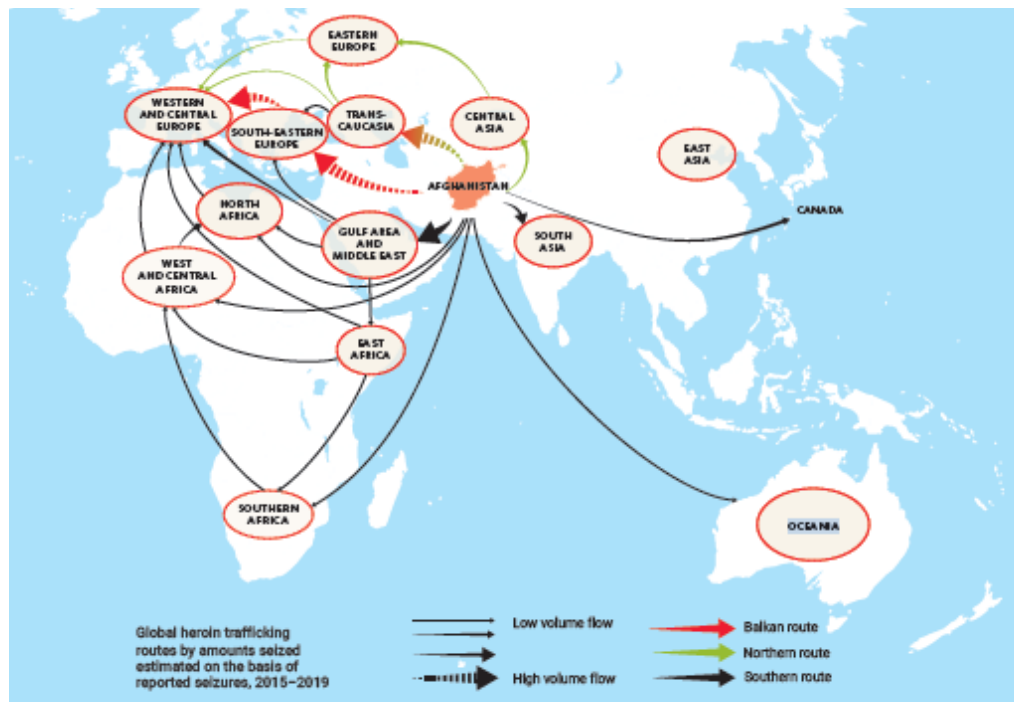 EASTERN
EUROPE
WESTERN
AND CENTRAL
EUROPE
SOUTH-EASTERN
EUROPE
TRANS-
CAUCASIA
CENTRAL
ASIA
EAST
ASIA
AFGHANISTAN
CANADA
NORTH
AFRICA
GULF AREA
AND
MIDDLE EAST
SOUTH
ASIA
WEST
AND CENTRAL
AFRICA
EAST
AFRICA
SOUTHERN
AFRICA
OCEANIA
Global heroin trafficking
routes by amounts seized
estimated on the basis of
reported seizures, 2015–2019
Low volume flow
High volume flow
Balkan route
Northern route
Southern route